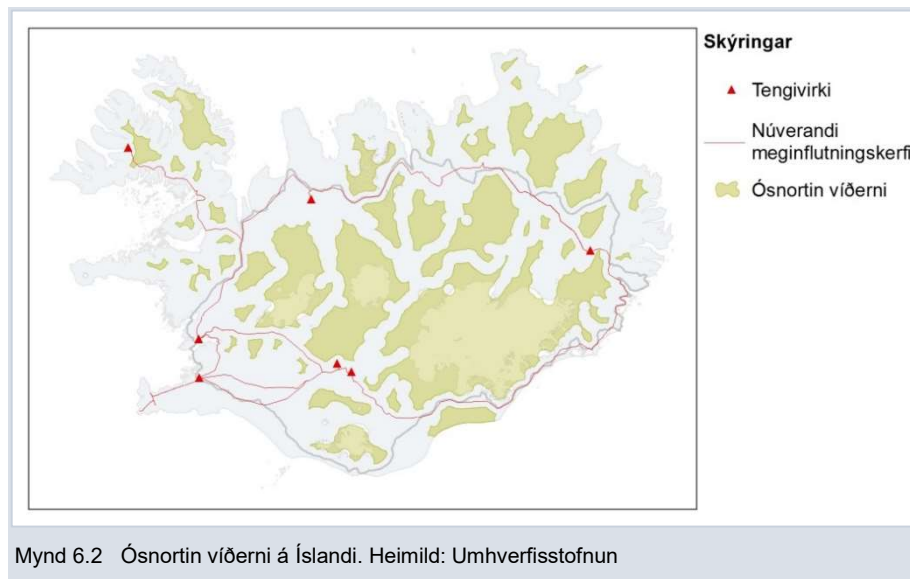 Skýringar
Tengivirki
Núverandi
meginflutningskerfi
Ósnortin víðerni
Mynd 6.2 Ósnortin víðerni á Íslandi. Heimild: Umhverfisstofnun